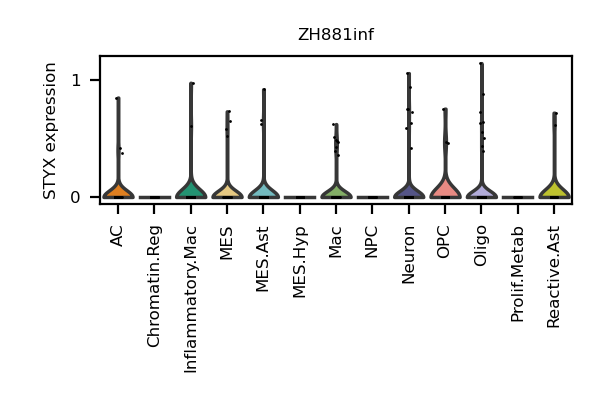 ZH881inf
STYX expression
1
0
AC
Chromatin.Reg
Inflammatory.Mac
MES
MES.Ast
MES.Hyp
Mac
NPC
Neuron
OPC
Oligo
Prolif.Metab
Reactive.Ast